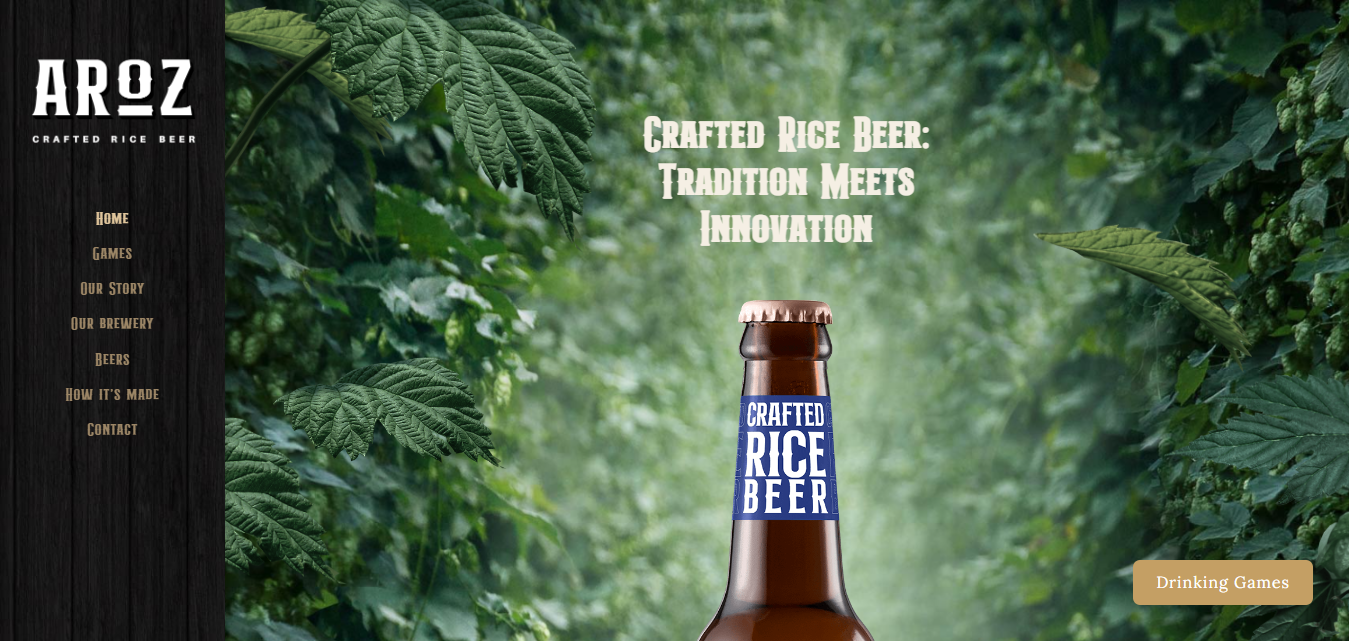 AROZ
CRAFTED RICE BEER
Home
Games
Our Story
Our brewery
Beers
How it's made
Contact
Crafted Rice Beer:
Tradition Meets
Innovation
CRAFTED
RICE
BEER
Drinking Games